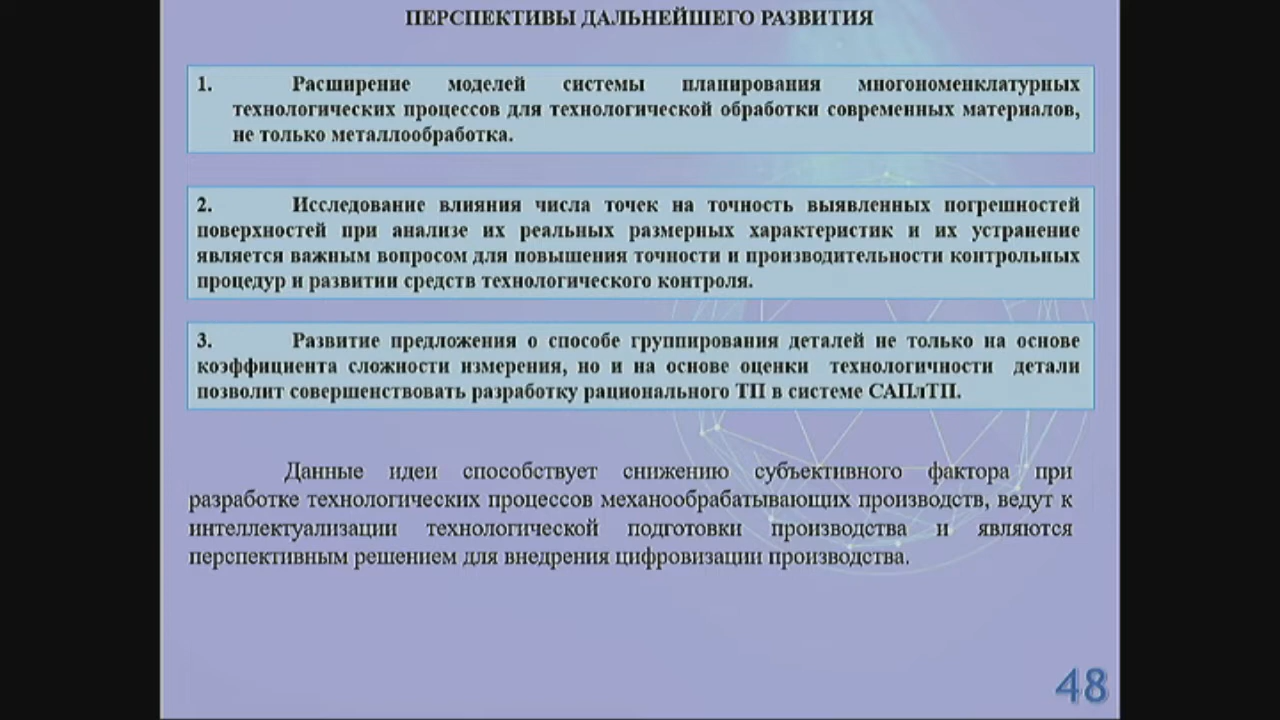 ПЕРСПЕКТИВЫ ДАЛЬНЕЙШЕГО РАЗВИТИЯ
1. Расширение моделей системы планирования многономенклатурных
технологических процессов для технологической обработки современных материалов,
не только металлообработка.
2. Исследование влияния числа точек на точность выявленных погрешностей
поверхностей при анализе их реальных размерных характеристик и их устранение
является важным вопросом для повышения точности и производительности контрольных
процедур и развитии средств технологического контроля.
3. Развитие предложения о способе группирования деталей не только на основе
коэффициента сложности измерения, но и на основе оценки технологичности детали
позволит совершенствовать разработку рационального ТП в системе САПлТП.
Данные идеи способствует снижению субъективного фактора при
разработке технологических процессов механообрабатывающих производств, ведут к
интеллектуализации технологической подготовки производства и являются
перспективным решением для внедрения цифровизации производства.
48